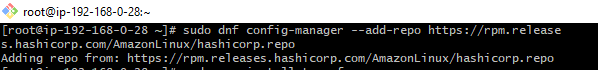 root@ip-192-168-0-28:~
[root@ip-192-168-0-28 ~]# sudo dnf config-manager --add-repo https://rpm.release
s.hashicorp.com/AmazonLinux/hashicorp.repo
Adding repo from: https://rpm.releases.hashicorp.com/AmazonLinux/hashicorp.repo